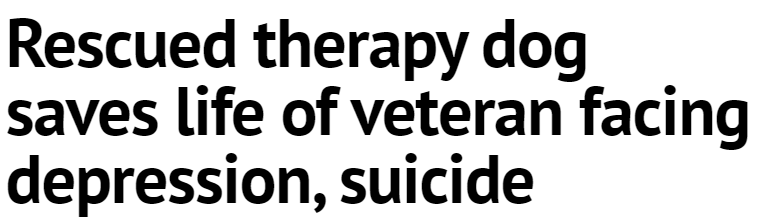 Rescued therapy dog
saves life of veteran facing
depression, suicide